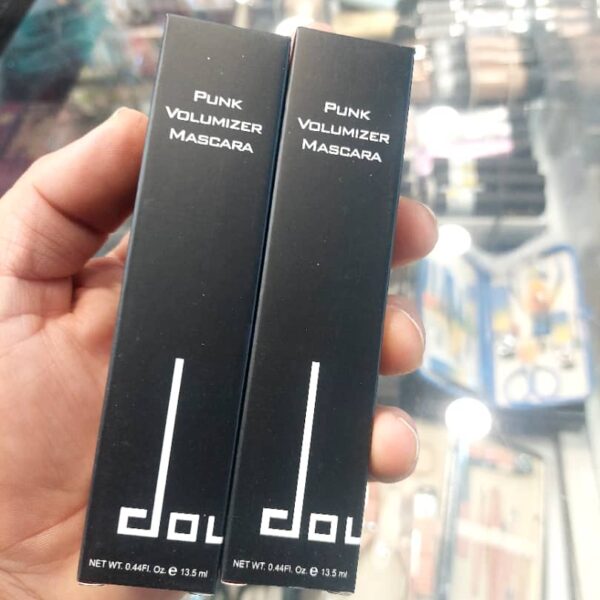 Punk
Volumizer
Mascara
dou
NET WT. 0.44Fl. Oz. e 13.5 ml
Punk
Volumizer
Mascara
dou
NET WT. 0.44Fl. Oz. e 13.5 ml